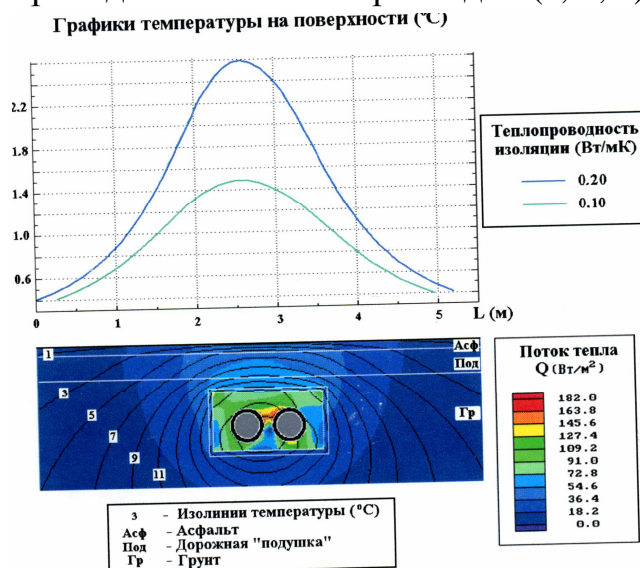 Графики температуры на поверхности (°С)
2.2
1.8
1.4
1.0
0.6
0
1
2
3
4
5
L (м)
Теплопроводность
изоляции (Вт/мК)
0.20
0.10
1
3
5
7
9
11
Асф
Под
Гр
Поток тепла
Q (Вт/м²)
182.0
163.8
145.6
127.4
109.2
91.0
72.8
54.6
36.4
18.2
0.0
3 - Изолинии температуры (°С)
Асф - Асфальт
Под - Дорожная "подушка"
Гр - Грунт